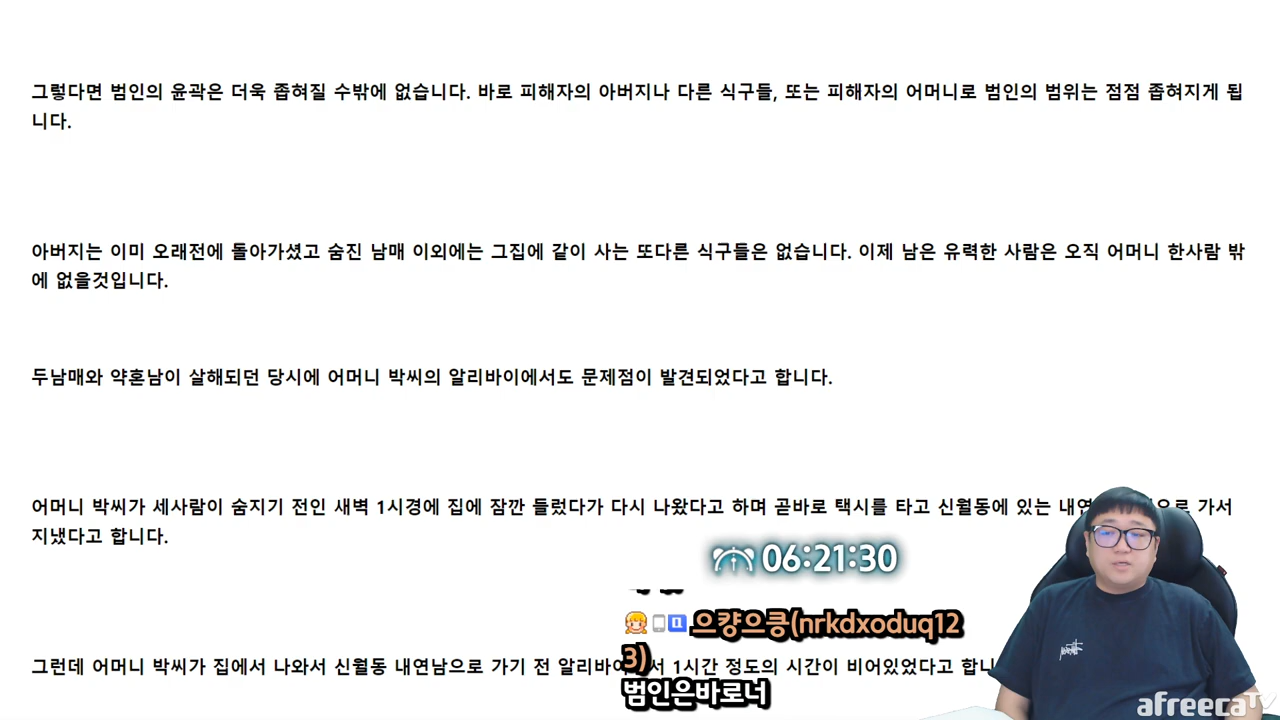 그렇다면 범인의 윤곽은 더욱 좁혀질 수밖에 없습니다. 바로 피해자의 아버지나 다른 식구들, 또는 피해자의 어머니로 범인의 범위는 점점 좁혀지게 됩
니다.
아버지는 이미 오래전에 돌아가셨고 숨진 남매 이외에는 그집에 같이 사는 또다른 식구들은 없습니다. 이제 남은 유력한 사람은 오직 어머니 한사람 밖
에 없을것입니다.
두남매와 약혼남이 살해되던 당시에 어머니 박씨의 알리바이에서도 문제점이 발견되었다고 합니다.
어머니 박씨가 세사람이 숨지기 전인 새벽 1시경에 집에 잠깐 들렀다가 다시 나왔다고 하며 곧바로 택시를 타고 신월동에 있는 가서
지냈다고 합니다.
06:21:30
그런데 어머니 박씨가 집에서 나와서 신월동 내연남으로 가기 전 1시간 정도의 시간이 비어있었다고
으컁으킁(nrkdxoduq12
3)
범인은바로너
afreecaTV